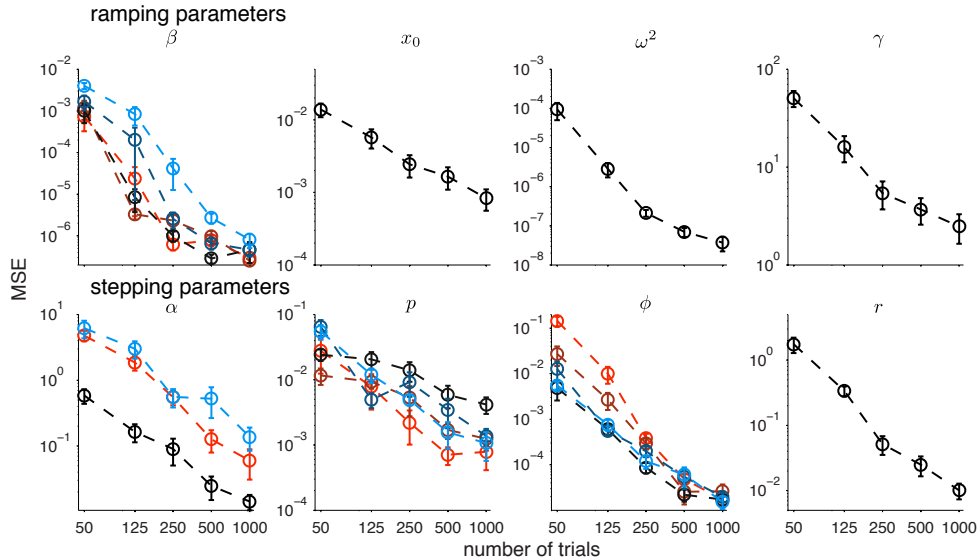 ramping parameters
β
x₀
ω²
γ
10⁻²
10⁻³
10⁻⁴
10⁻⁵
10⁻⁶
10⁻²
10⁻³
10⁻⁴
10⁻³
10⁻⁴
10⁻⁵
10⁻⁶
10⁻⁷
10⁻⁸
10²
10¹
10⁰
MSE
stepping parameters
α
p
ϕ
r
10¹
10⁰
10⁻¹
10⁻¹
10⁻²
10⁻³
10⁻⁴
10⁻¹
10⁻²
10⁻³
10⁻⁴
10⁰
10⁻¹
10⁻²
50 125 250 500 1000
50 125 250 500 1000
50 125 250 500 1000
50 125 250 500 1000
number of trials